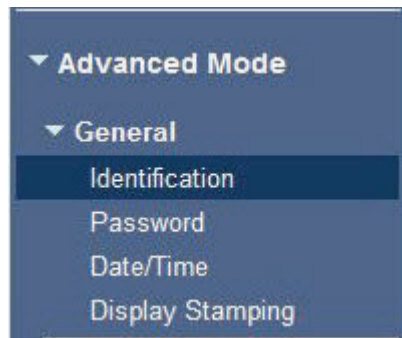 Advanced Mode
General
Identification
Password
Date/Time
Display Stamping